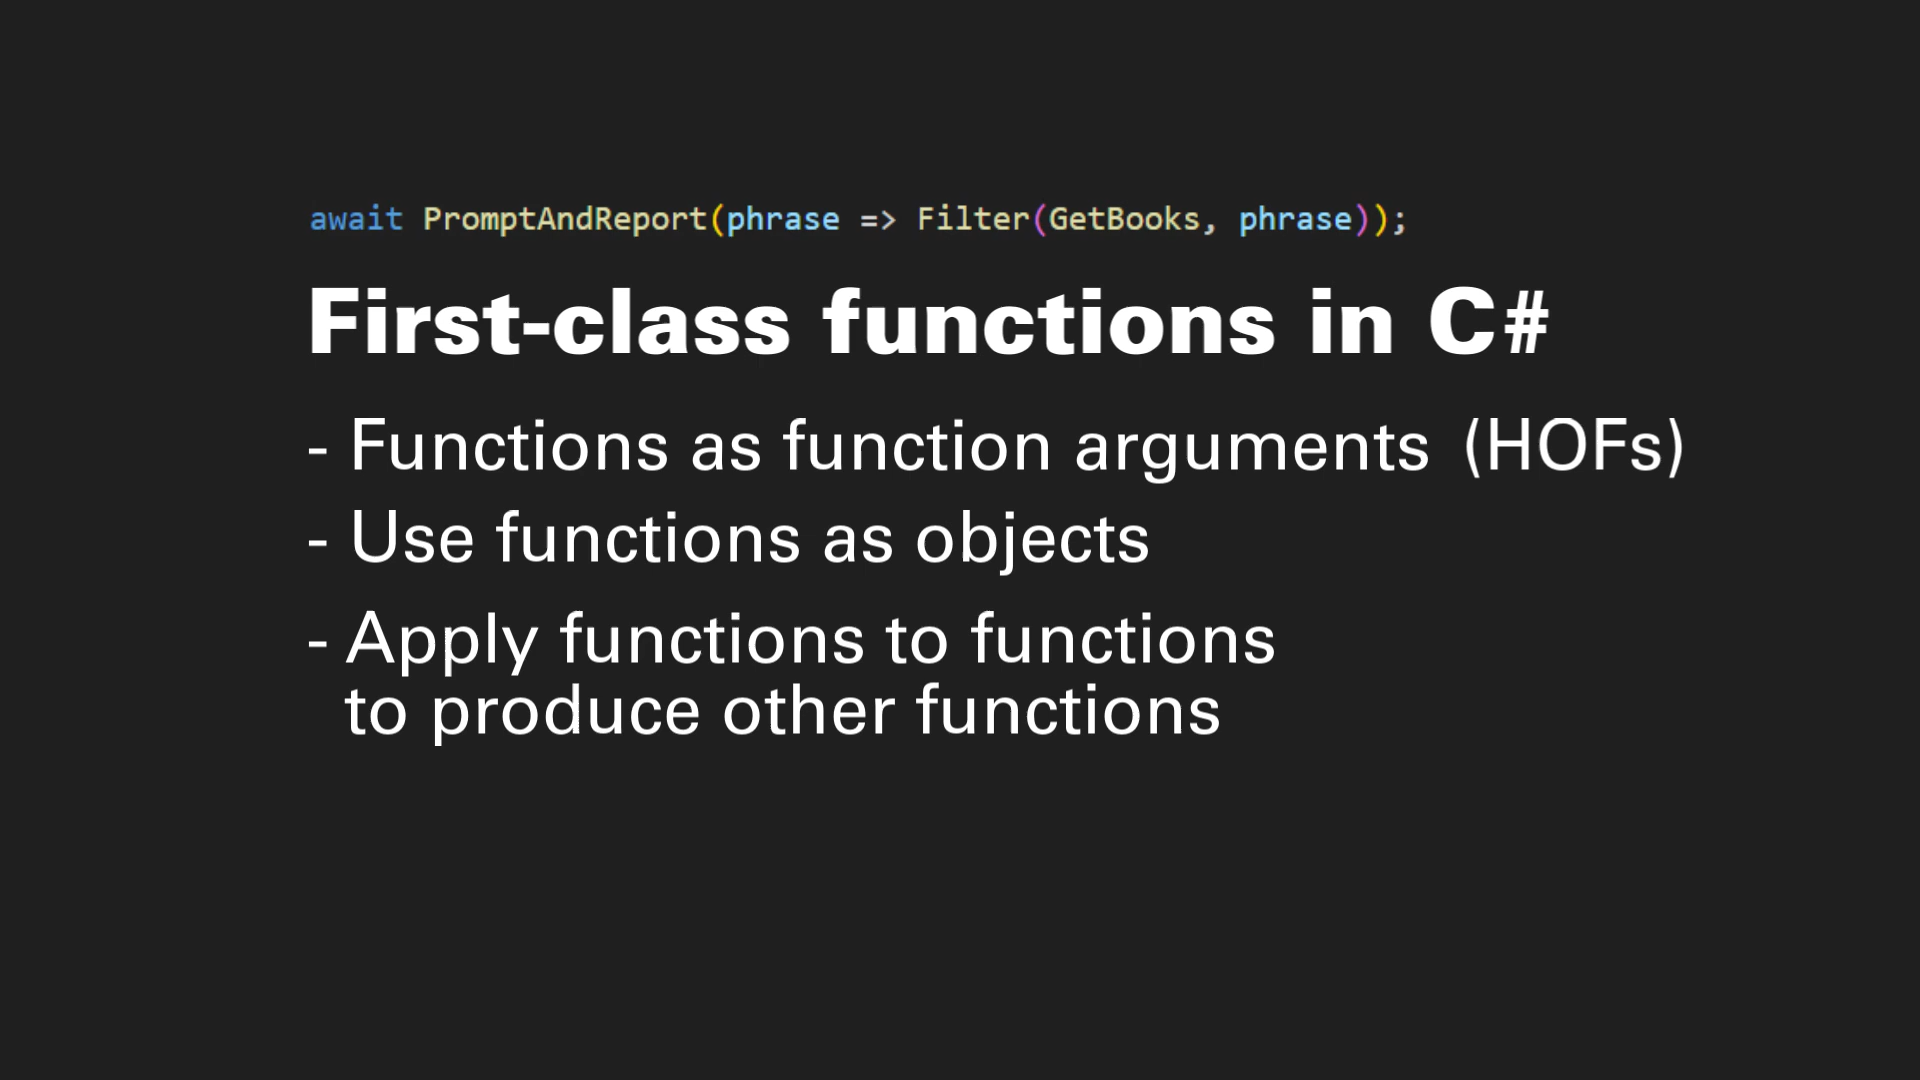 await PromptAndReport(phrase => Filter(GetBooks, phrase));
First-class functions in C#
- Functions as function arguments (HOFs)
- Use functions as objects
- Apply functions to functions
to produce other functions